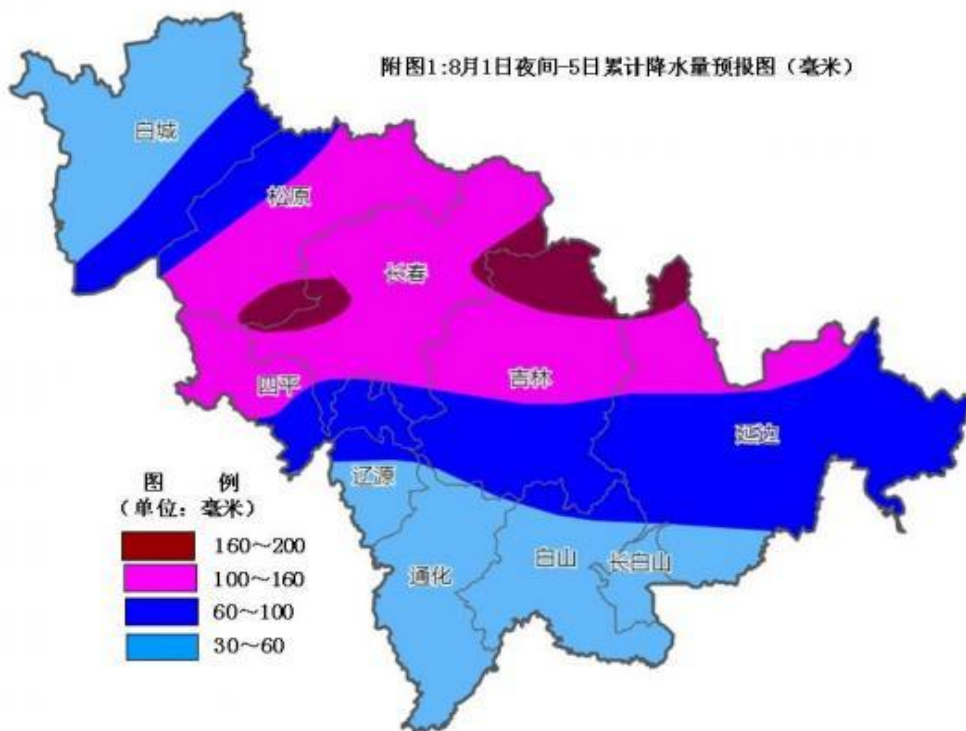 附图1:8月1日夜间-5日累计降水量预报图（毫米）
白城
松原
长春
四平
吉林
延边
辽源
通化
白山
长白山
图 例
（单位：毫米）
160～200
100～160
60～100
30～60